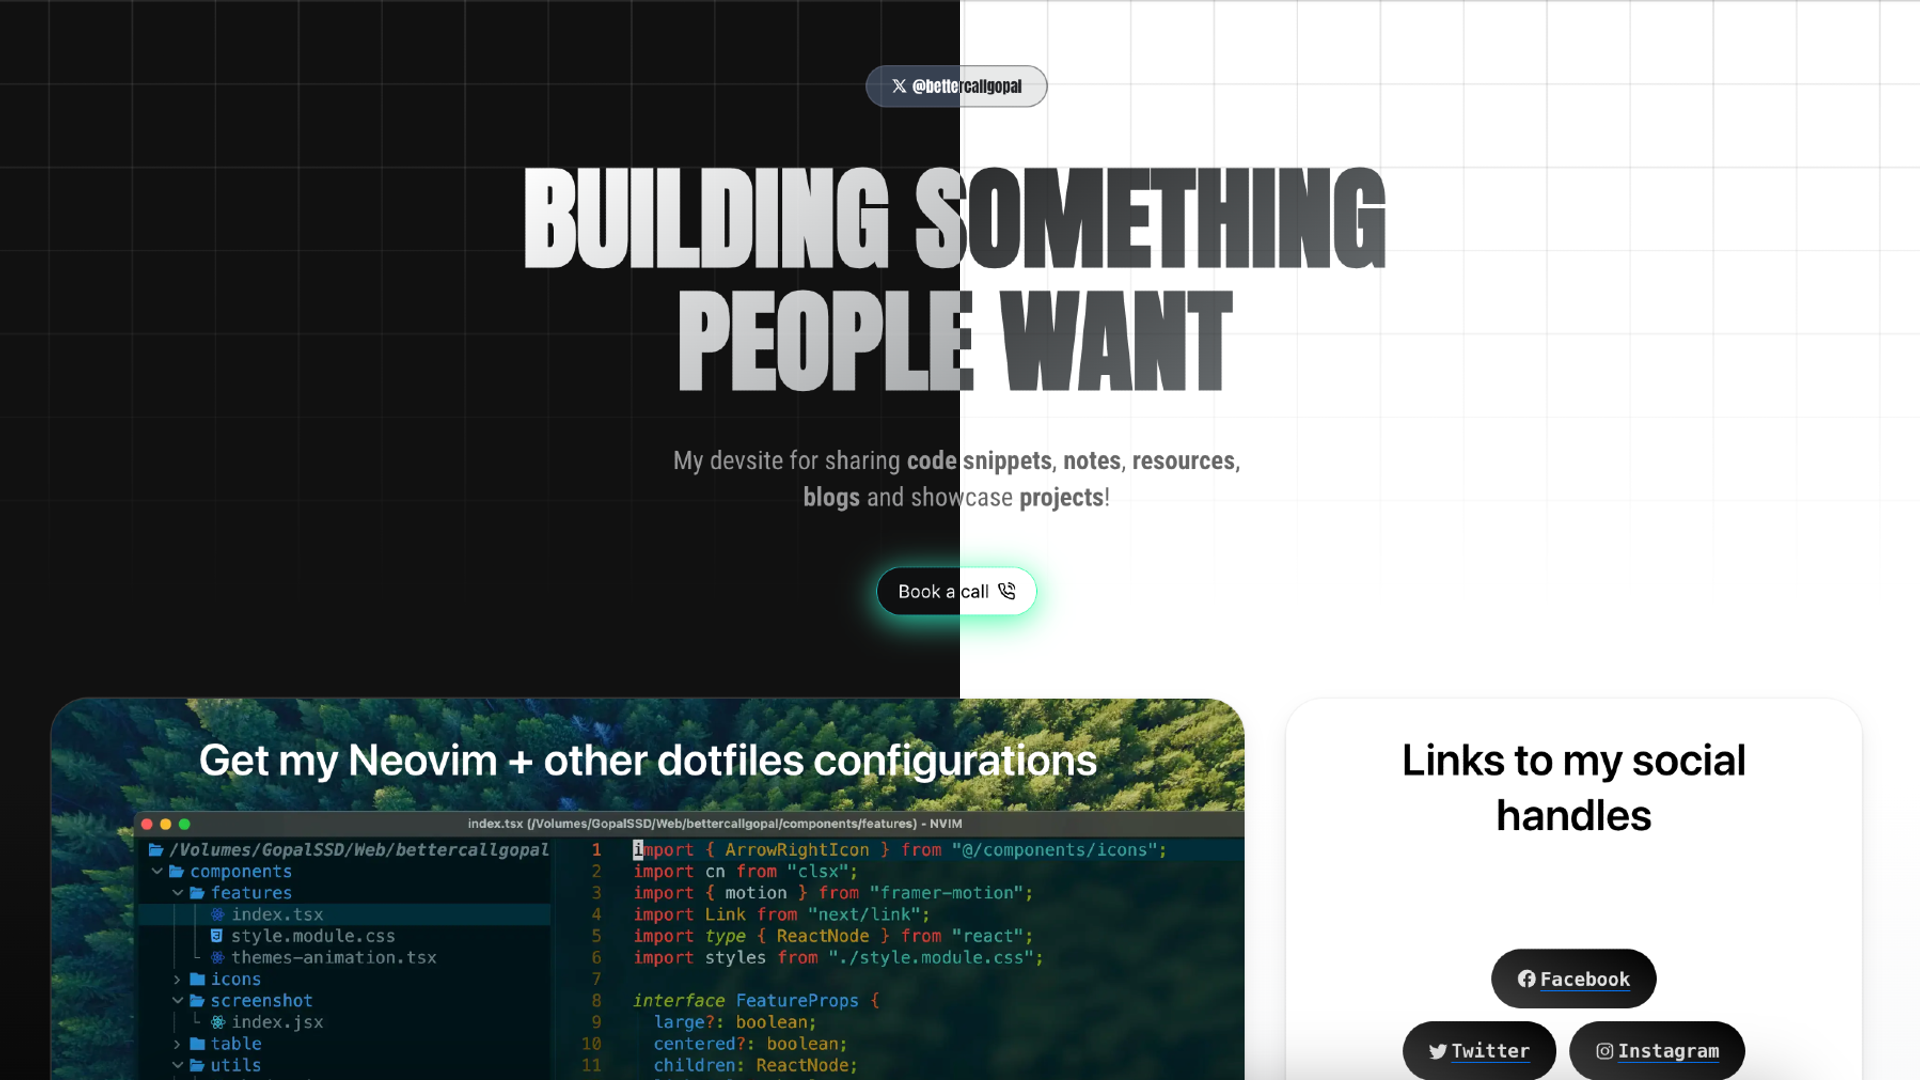 @bettercallgopal
BUILDING SOMETHING
PEOPLE WANT
My devsite for sharing code snippets, notes, resources,
blogs and showcase projects!
Book a call
Get my Neovim + other dotfiles configurations
index.tsx (/Volumes/GopalSSD/Web/bettercallgopal/components/features) - NVIM
/Volumes/GopalSSD/Web/bettercallgopal
components
features
index.tsx
style.module.css
themes-animation.tsx
icons
screenshot
index.jsx
table
utils
1 import { ArrowRightIcon } from "@/components/icons";
2 import cn from "clsx";
3 import { motion } from "framer-motion";
4 import Link from "next/link";
5 import type { ReactNode } from "react";
6 import styles from "./style.module.css";
7
8 interface FeatureProps {
9 large?: boolean;
10 centered?: boolean;
11 children: ReactNode;
Links to my social
handles
Facebook
Twitter
Instagram